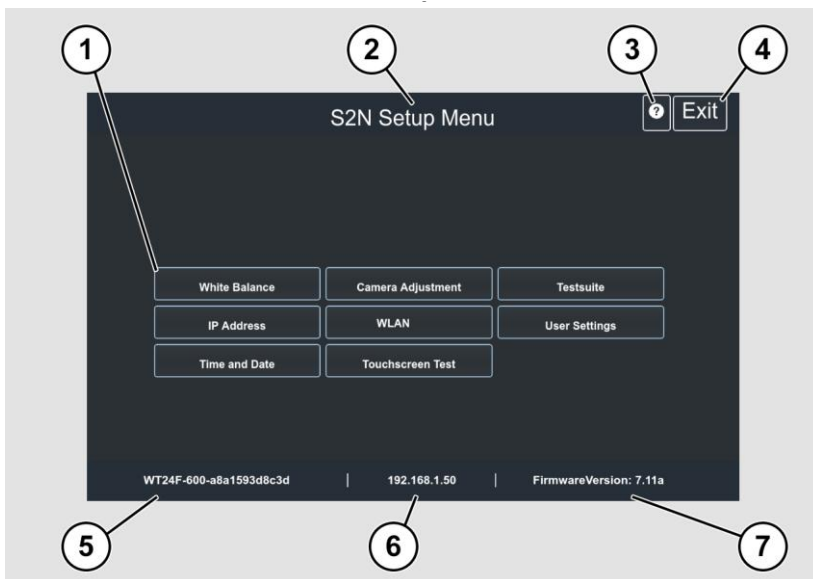 1 2 3 4
S2N Setup Menu ? Exit
White Balance Camera Adjustment Testsuite
IP Address WLAN User Settings
Time and Date Touchscreen Test
WT24F-600-a8a1593d8c3d | 192.168.1.50 | FirmwareVersion: 7.11a
5 6 7